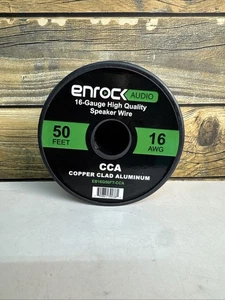 enrock AUDIO
16-Gauge High Quality
Speaker Wire
50 FEET
16 AWG
CCA
COPPER CLAD ALUMINUM